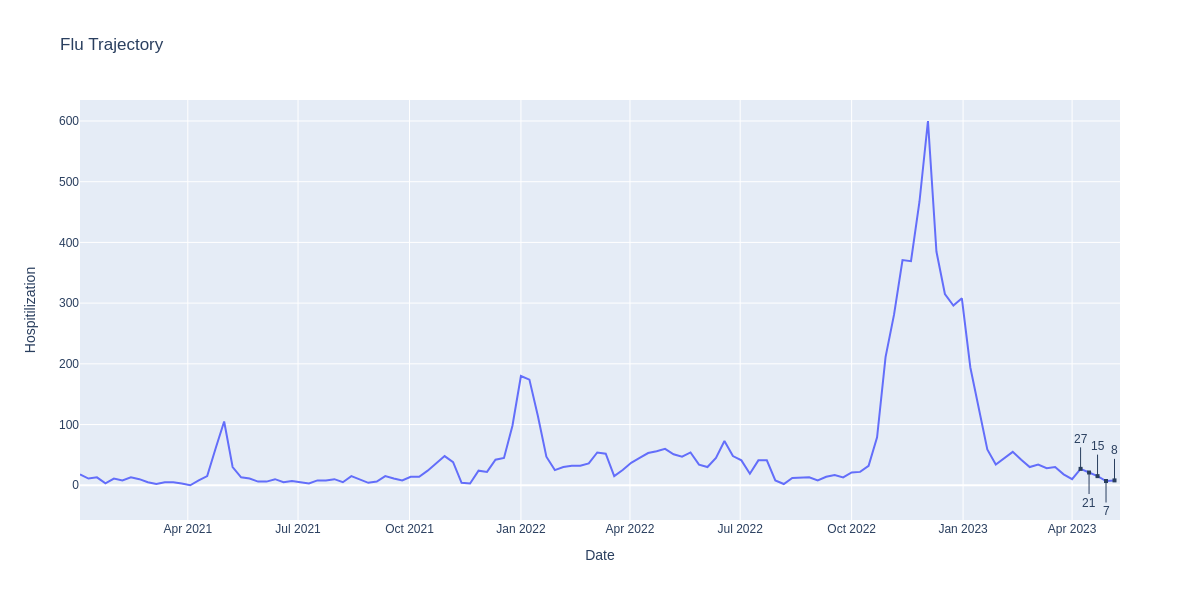 Flu Trajectory
Hospitilization
600
500
400
300
200
100
0
27
15
8
21
7
Apr 2021
Jul 2021
Oct 2021
Jan 2022
Apr 2022
Jul 2022
Oct 2022
Jan 2023
Apr 2023
Date